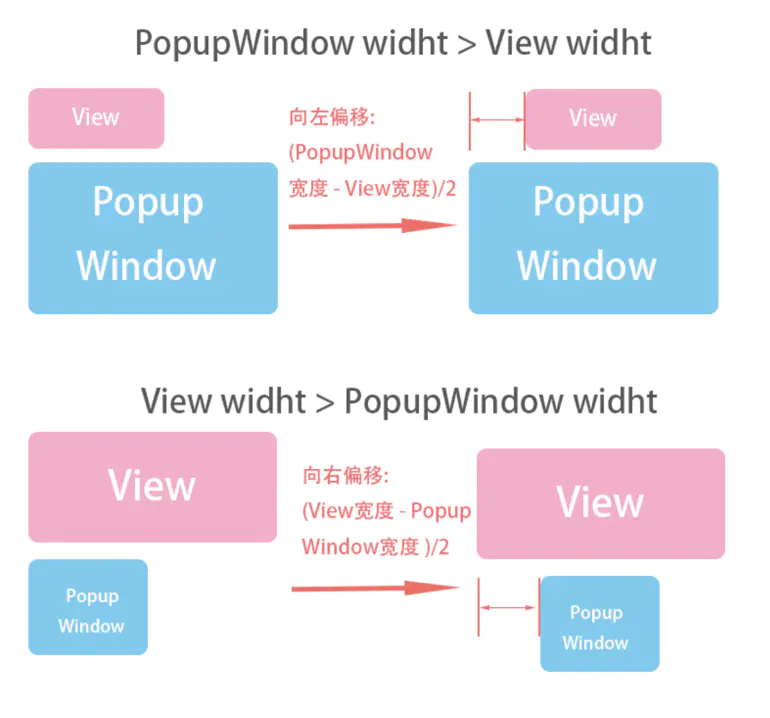 PopupWindow widht > View widht
View
向左偏移:
(PopupWindow
宽度 - View宽度)/2
View
Popup
Window
Popup
Window
View widht > PopupWindow widht
View
向右偏移:
(View宽度 - Popup
Window宽度 )/2
View
Popup
Window
Popup
Window